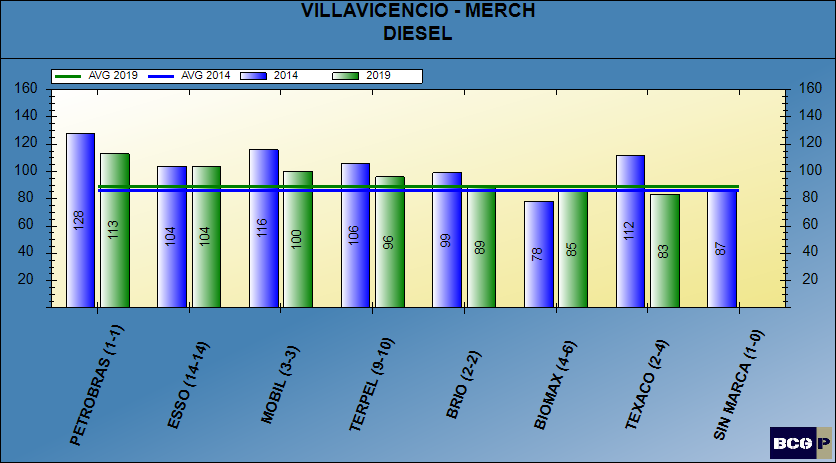 VILLAVICENCIO - MERCH
DIESEL
AVG 2019 AVG 2014 2014 2019
160 160
140 140
120 120
100 100
80 80
60 60
40 40
20 20
128 113 104 104 116 100 106 96 99 89 78 85 112 83 87
PETROBRAS (1-1)
ESSO (14-14)
MOBIL (3-3)
TERPEL (9-10)
BRIO (2-2)
BIOMAX (4-6)
TEXACO (2-4)
SIN MARCA (1-0)
BCO P